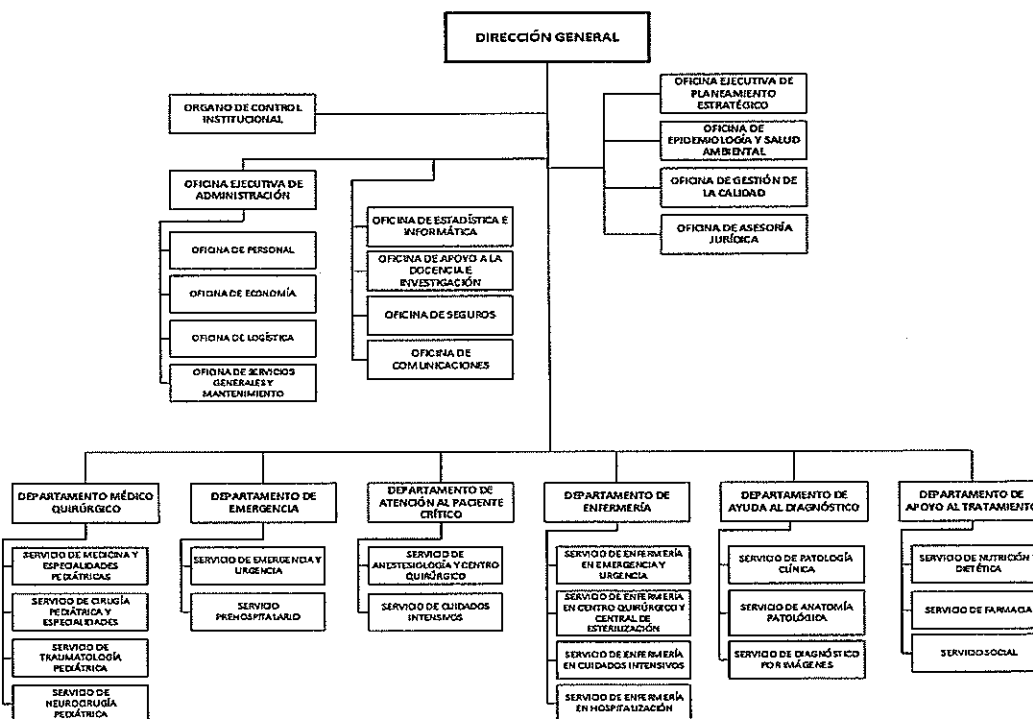 DIRECCIÓN GENERAL
ORGANO DE CONTROL
INSTITUCIONAL
OFICINA EJECUTIVA DE
PLANEAMIENTO
ESTRATÉGICO
OFICINA DE
EPIDEMIOLOGÍA Y SALUD
AMBIENTAL
OFICINA DE GESTIÓN DE
LA CALIDAD
OFICINA DE ASESORÍA
JURÍDICA
OFICINA EJECUTIVA DE
ADMINISTRACIÓN
OFICINA DE PERSONAL
OFICINA DE ECONOMÍA
OFICINA DE LOGÍSTICA
OFICINA DE SERVICIOS
GENERALES Y
MANTENIMIENTO
OFICINA DE ESTADÍSTICA E
INFORMÁTICA
OFICINA DE APOYO A LA
DOCENCIA E
INVESTIGACIÓN
OFICINA DE SEGUROS
OFICINA DE
COMUNICACIONES
DEPARTAMENTO MÉDICO
QUIRÚRGICO
SERVICIO DE MEDICINA Y
ESPECIALIDADES
PEDIÁTRICAS
SERVICIO DE CIRUGÍA
PEDIÁTRICA Y
ESPECIALIDADES
SERVICIO DE
TRAUMATOLOGÍA
PEDIÁTRICA
SERVICIO DE
NEUROCIRUGÍA
PEDIÁTRICA
DEPARTAMENTO DE
EMERGENCIA
SERVICIO DE EMERGENCIA Y
URGENCIA
SERVICIO
PREHOSPITALARIO
DEPARTAMENTO DE
ATENCIÓN AL PACIENTE
CRÍTICO
SERVICIO DE
ANESTESIOLOGÍA Y CENTRO
QUIRÚRGICO
SERVICIO DE CUIDADOS
INTENSIVOS
DEPARTAMENTO DE
ENFERMERÍA
SERVICIO DE ENFERMERÍA
EN EMERGENCIA Y
URGENCIA
SERVICIO DE ENFERMERÍA
EN CENTRO QUIRÚRGICO Y
CENTRAL DE
ESTERILIZACIÓN
SERVICIO DE ENFERMERÍA
EN CUIDADOS INTENSIVOS
SERVICIO DE ENFERMERÍA
EN HOSPITALIZACIÓN
DEPARTAMENTO DE
AYUDA AL DIAGNÓSTICO
SERVICIO DE PATOLOGÍA
CLÍNICA
SERVICIO DE ANATOMÍA
PATOLÓGICA
SERVICIO DE DIAGNÓSTICO
POR IMÁGENES
DEPARTAMENTO DE
APOYO AL TRATAMIENTO
SERVICIO DE NUTRICIÓN Y
DIETÉTICA
SERVICIO DE FARMACIA
SERVICIO SOCIAL